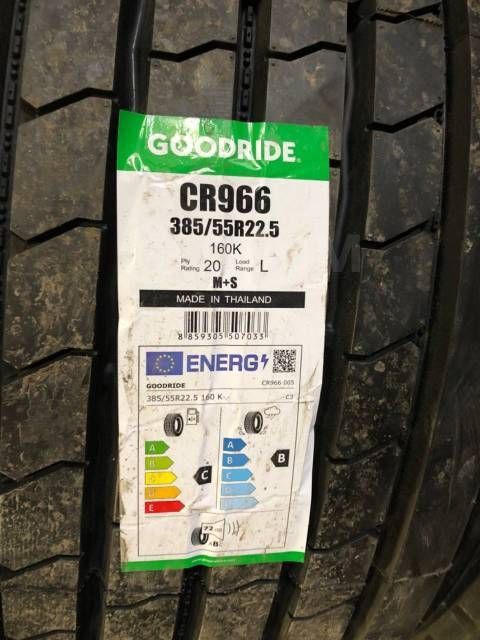 GOODRIDE®
CR966
385/55R22.5
160K
Ply Rating 20 Load Range L
M+S
MADE IN THAILAND
8 859305 507033
ENERG
GOODRIDE CR966 005
385/55R22.5 160 K C3
A A
B B
C C
D D
E E
C B
72
B